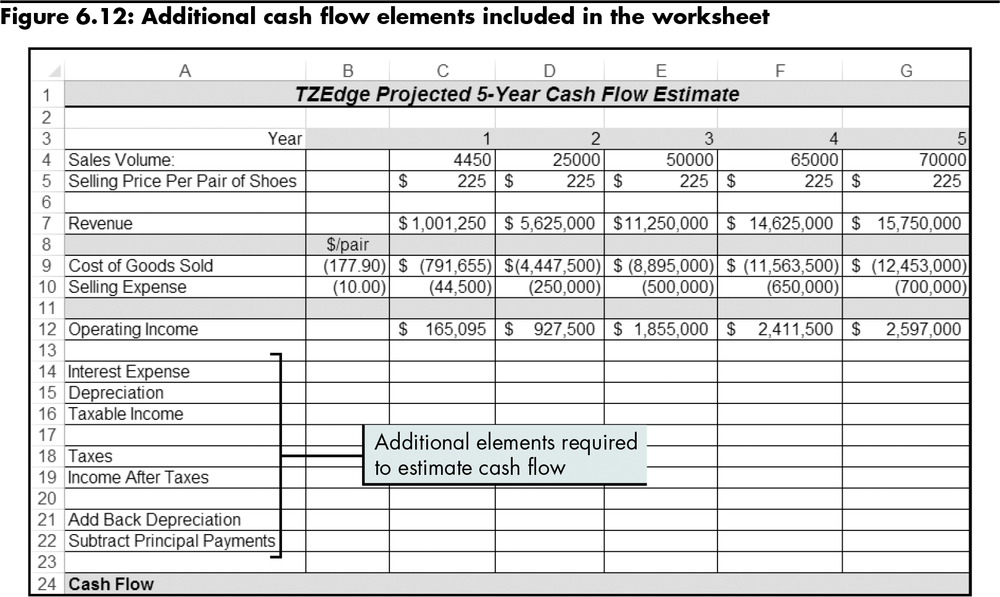 Figure 6.12: Additional cash flow elements included in the worksheet
A B C D E F G
1 TZEdge Projected 5-Year Cash Flow Estimate
2
3 Year 1 2 3 4 5
4 Sales Volume: 4450 25000 50000 65000 70000
5 Selling Price Per Pair of Shoes $ 225 $ 225 $ 225 $ 225 $ 225
6
7 Revenue $ 1,001,250 $ 5,625,000 $11,250,000 $ 14,625,000 $ 15,750,000
8 $/pair
9 Cost of Goods Sold (177.90) $ (791,655) $(4,447,500) $ (8,895,000) $ (11,563,500) $ (12,453,000)
10 Selling Expense (10.00) (44,500) (250,000) (500,000) (650,000) (700,000)
11
12 Operating Income $ 165,095 $ 927,500 $ 1,855,000 $ 2,411,500 $ 2,597,000
13
14 Interest Expense
15 Depreciation
16 Taxable Income
17
Additional elements required
to estimate cash flow
18 Taxes
19 Income After Taxes
20
21 Add Back Depreciation
22 Subtract Principal Payments
23
24 Cash Flow